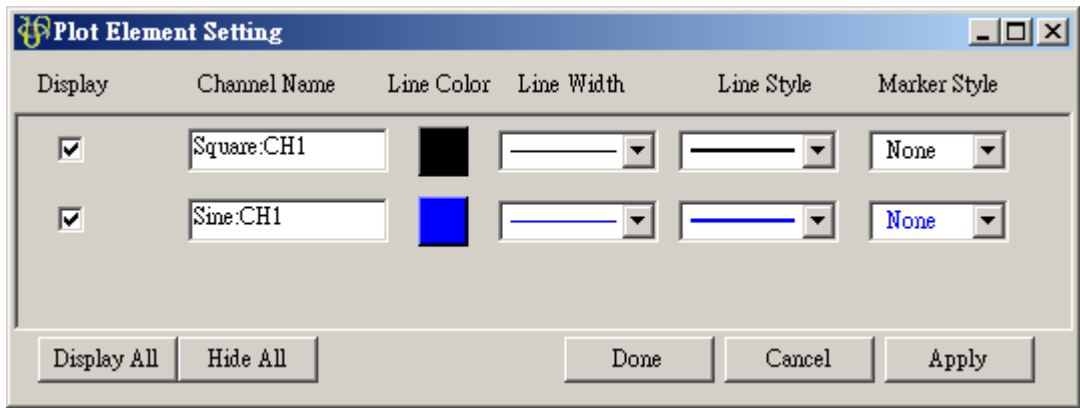 Plot Element Setting
Display Channel Name Line Color Line Width Line Style Marker Style
Square:CH1 None
Sine:CH1 None
Display All Hide All Done Cancel Apply